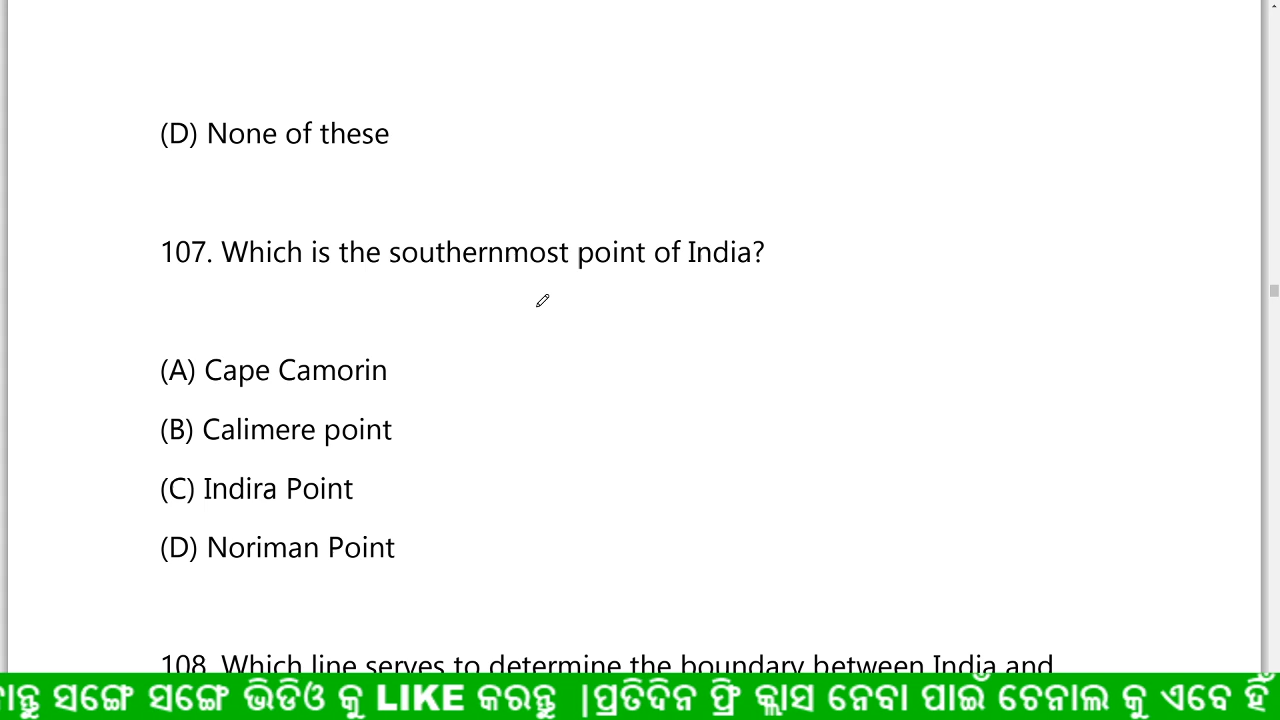 (D) None of these
107. Which is the southernmost point of India?
(A) Cape Camorin
(B) Calimere point
(C) Indira Point
(D) Noriman Point
108. Which line serves to determine the boundary between India and
ସଙ୍ଗେ ସଙ୍ଗେ ଭିଡିଓ କୁ LIKE କରନ୍ତୁ |ପ୍ରତିଦିନ ଫ୍ରି କ୍ଲାସ ନେବା ପାଇଁ ଚେନାଲ କୁ ଏବେ ହିଁ